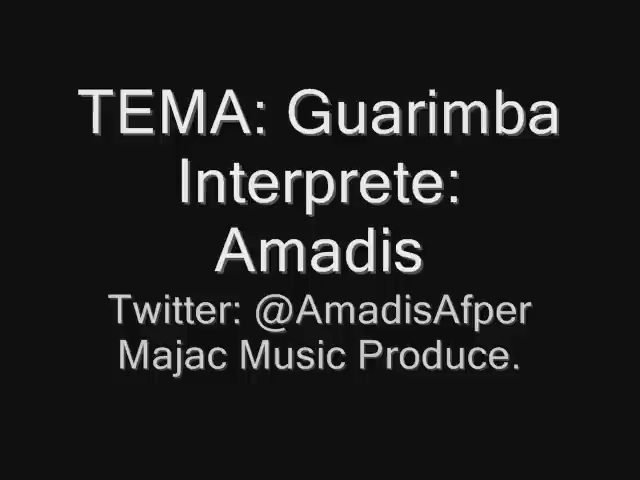 TEMA: Guarimba
Interprete:
Amadis
Twitter: @AmadisAfper
Majac Music Produce.